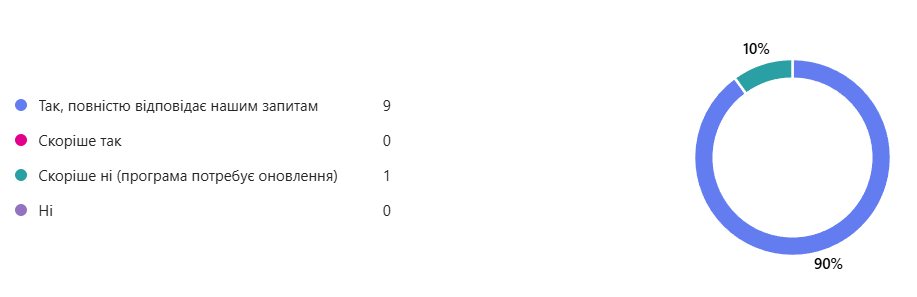 10%
Так, повністю відповідає нашим запитам 9
Скоріше так 0
Скоріше ні (програма потребує оновлення) 1
Ні 0
90%